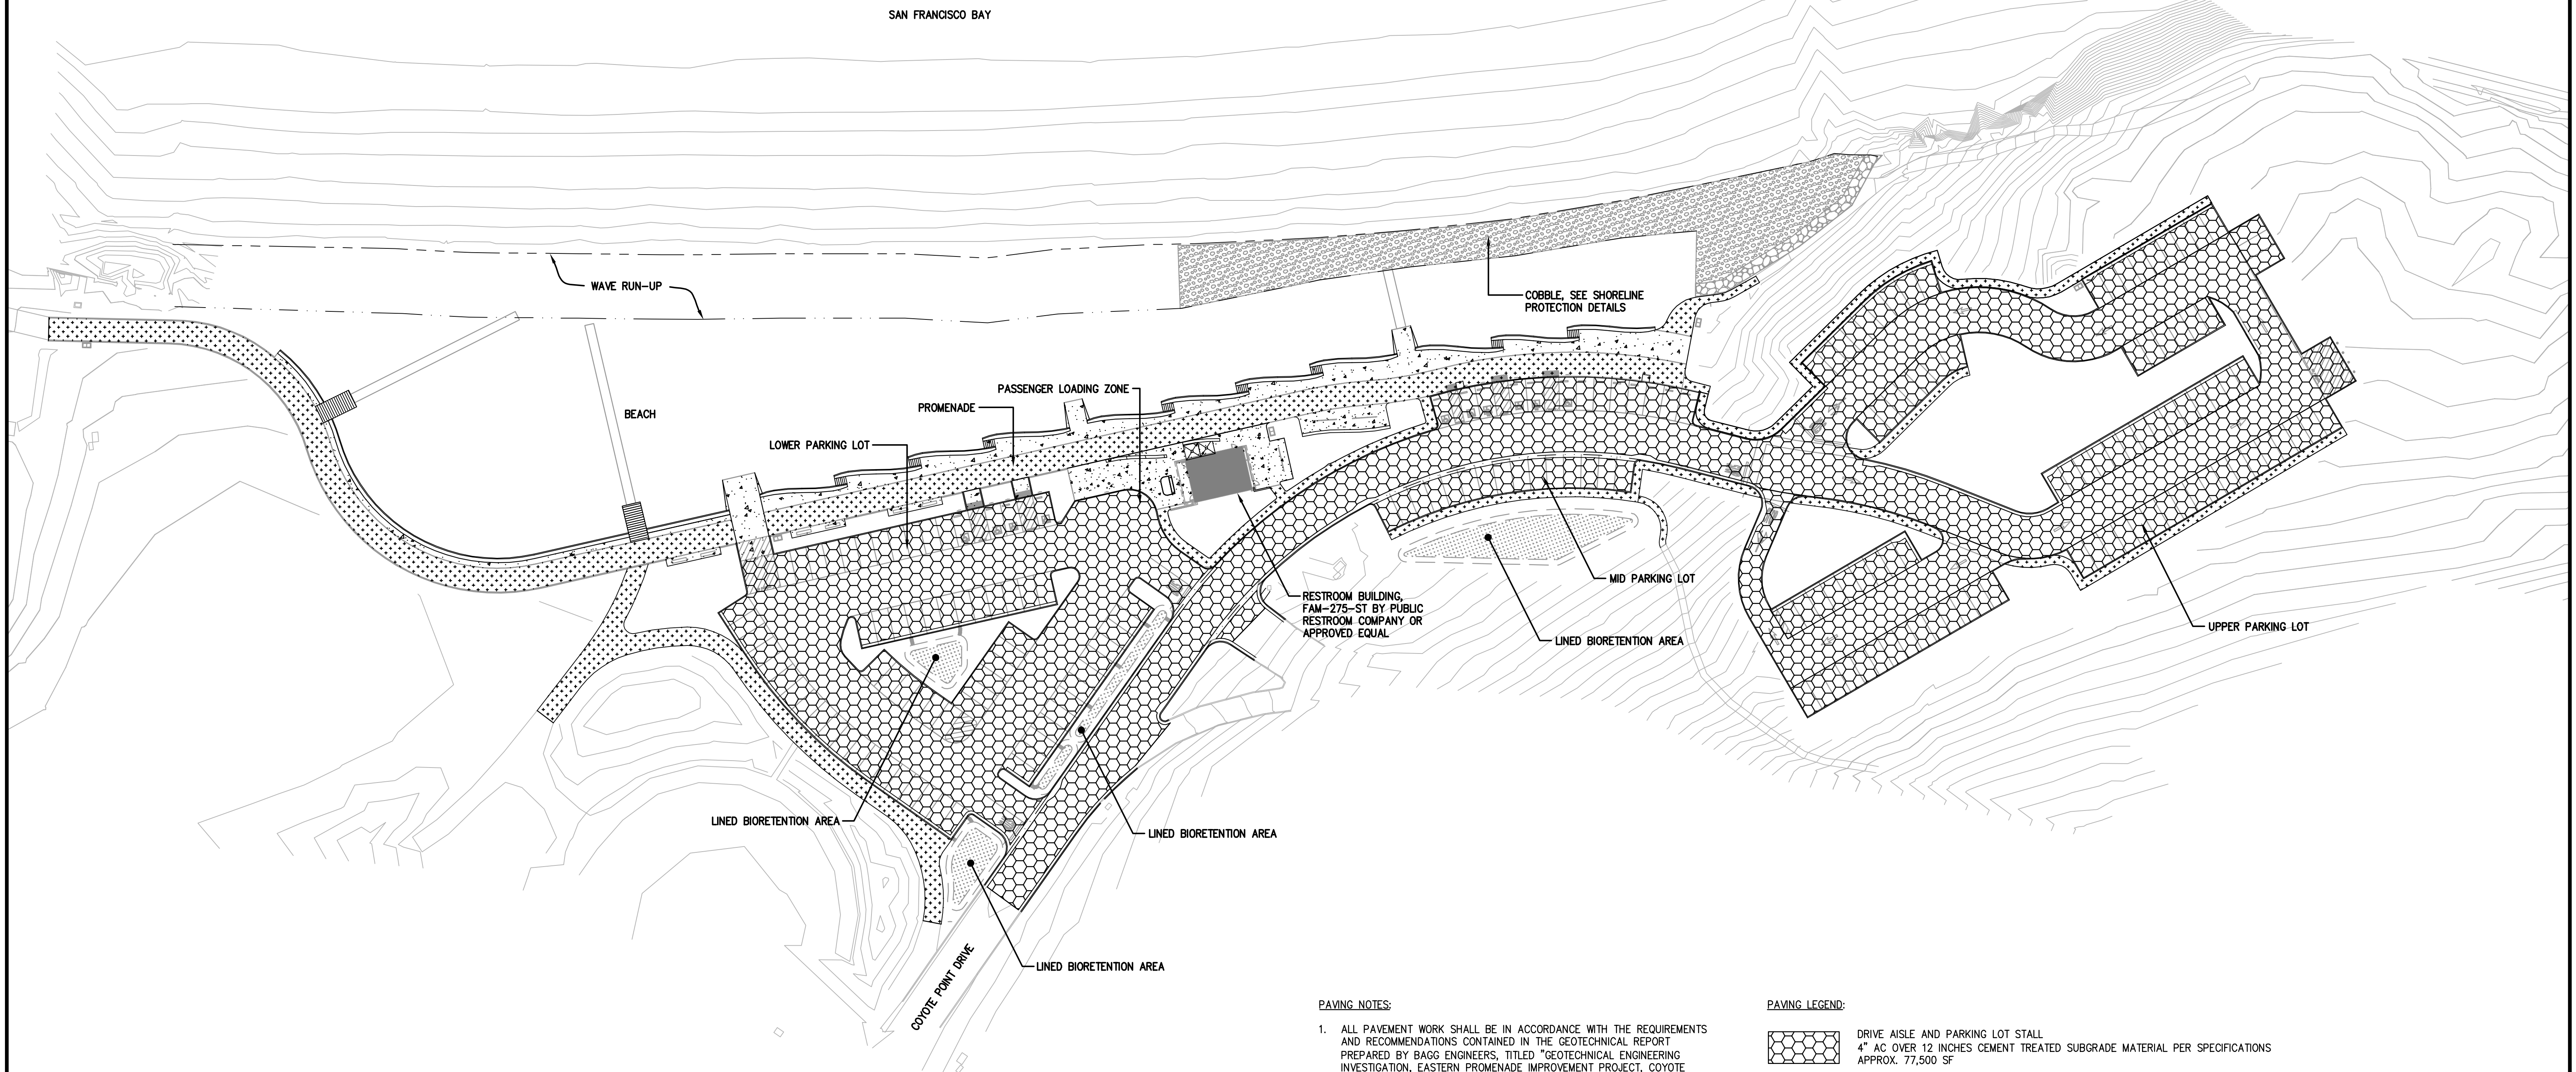 SAN FRANCISCO BAY
WAVE RUN-UP
COBBLE, SEE SHORELINE
PROTECTION DETAILS
PASSENGER LOADING ZONE
PROMENADE
BEACH
LOWER PARKING LOT
MID PARKING LOT
RESTROOM BUILDING,
FAM-275-ST BY PUBLIC
RESTROOM COMPANY OR
APPROVED EQUAL
UPPER PARKING LOT
LINED BIORETENTION AREA
LINED BIORETENTION AREA
LINED BIORETENTION AREA
LINED BIORETENTION AREA
COYOTE POINT DRIVE
PAVING NOTES:
1. ALL PAVEMENT WORK SHALL BE IN ACCORDANCE WITH THE REQUIREMENTS
AND RECOMMENDATIONS CONTAINED IN THE GEOTECHNICAL REPORT
PREPARED BY BAGG ENGINEERS, TITLED "GEOTECHNICAL ENGINEERING
INVESTIGATION, EASTERN PROMENADE IMPROVEMENT PROJECT, COYOTE
PAVING LEGEND:
DRIVE AISLE AND PARKING LOT STALL
4" AC OVER 12 INCHES CEMENT TREATED SUBGRADE MATERIAL PER SPECIFICATIONS
APPROX. 77,500 SF